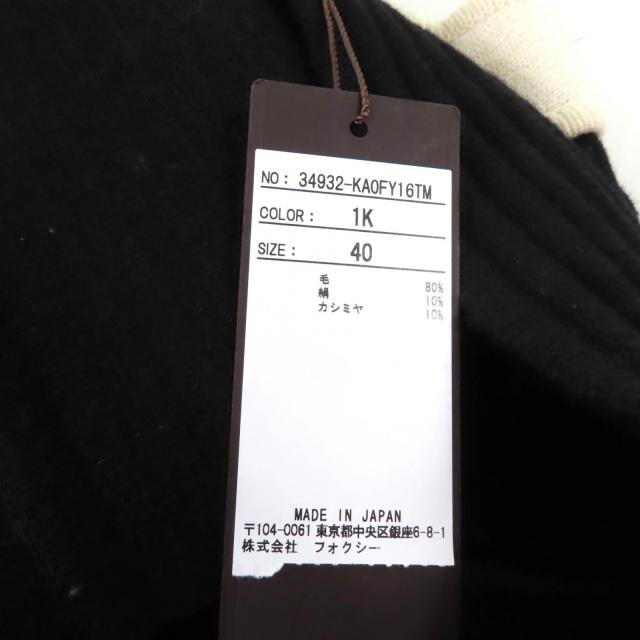 NO: 34932-KAOFY16TM
COLOR: 1K
SIZE: 40
毛 80%
絹 10%
カシミヤ 10%
MADE IN JAPAN
〒104-0061 東京都中央区銀座6-8-1
株式会社 フォクシー